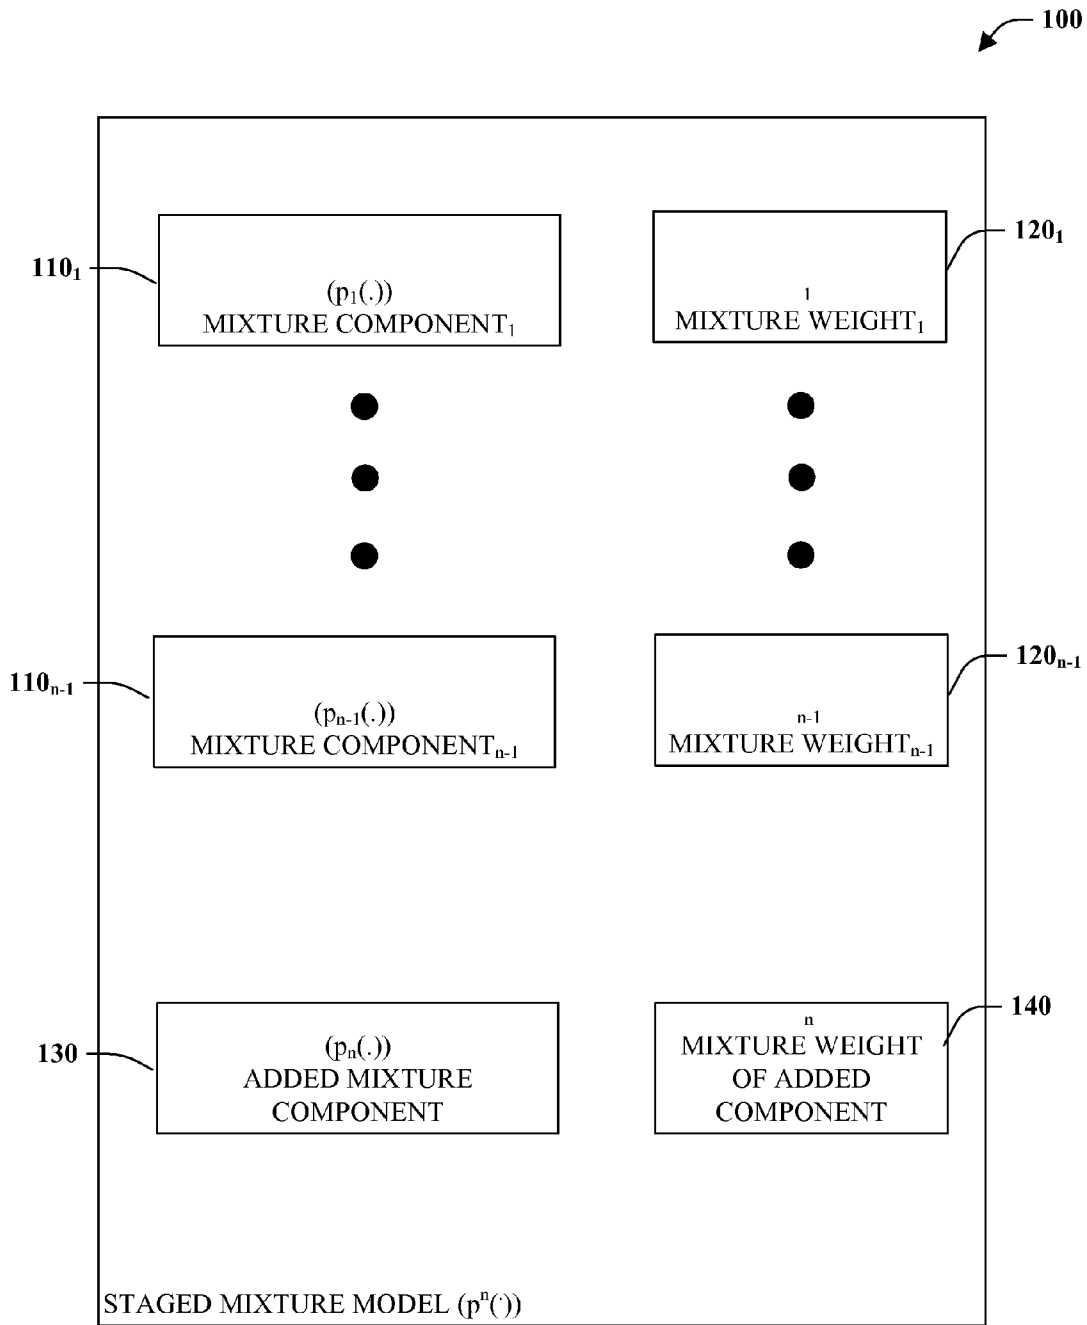 100
110₁
(p₁(.))
MIXTURE COMPONENT₁
120₁
₁
MIXTURE WEIGHT₁
110ₙ₋₁
(pₙ₋₁(.))
MIXTURE COMPONENTₙ₋₁
120ₙ₋₁
ₙ₋₁
MIXTURE WEIGHTₙ₋₁
130
(pₙ(.))
ADDED MIXTURE
COMPONENT
140
ₙ
MIXTURE WEIGHT
OF ADDED
COMPONENT
STAGED MIXTURE MODEL (pⁿ(·))